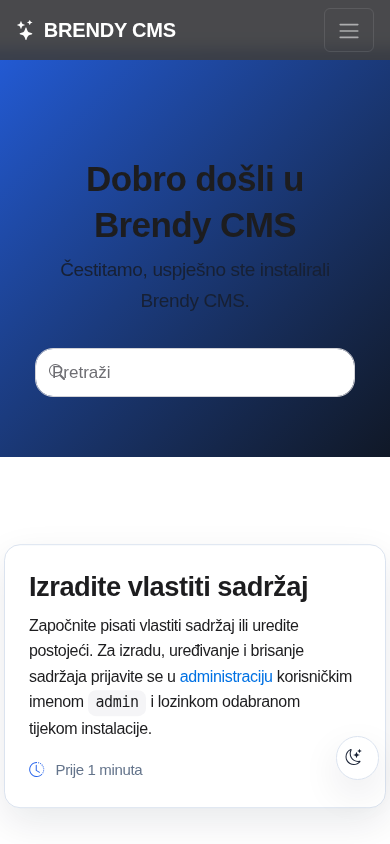 BRENDY CMS
Dobro došli u
Brendy CMS
Čestitamo, uspješno ste instalirali
Brendy CMS.
Pretraži
Izradite vlastiti sadržaj
Započnite pisati vlastiti sadržaj ili uredite
postojeći. Za izradu, uređivanje i brisanje
sadržaja prijavite se u administraciju korisničkim
imenom admin i lozinkom odabranom
tijekom instalacije.
Prije 1 minuta